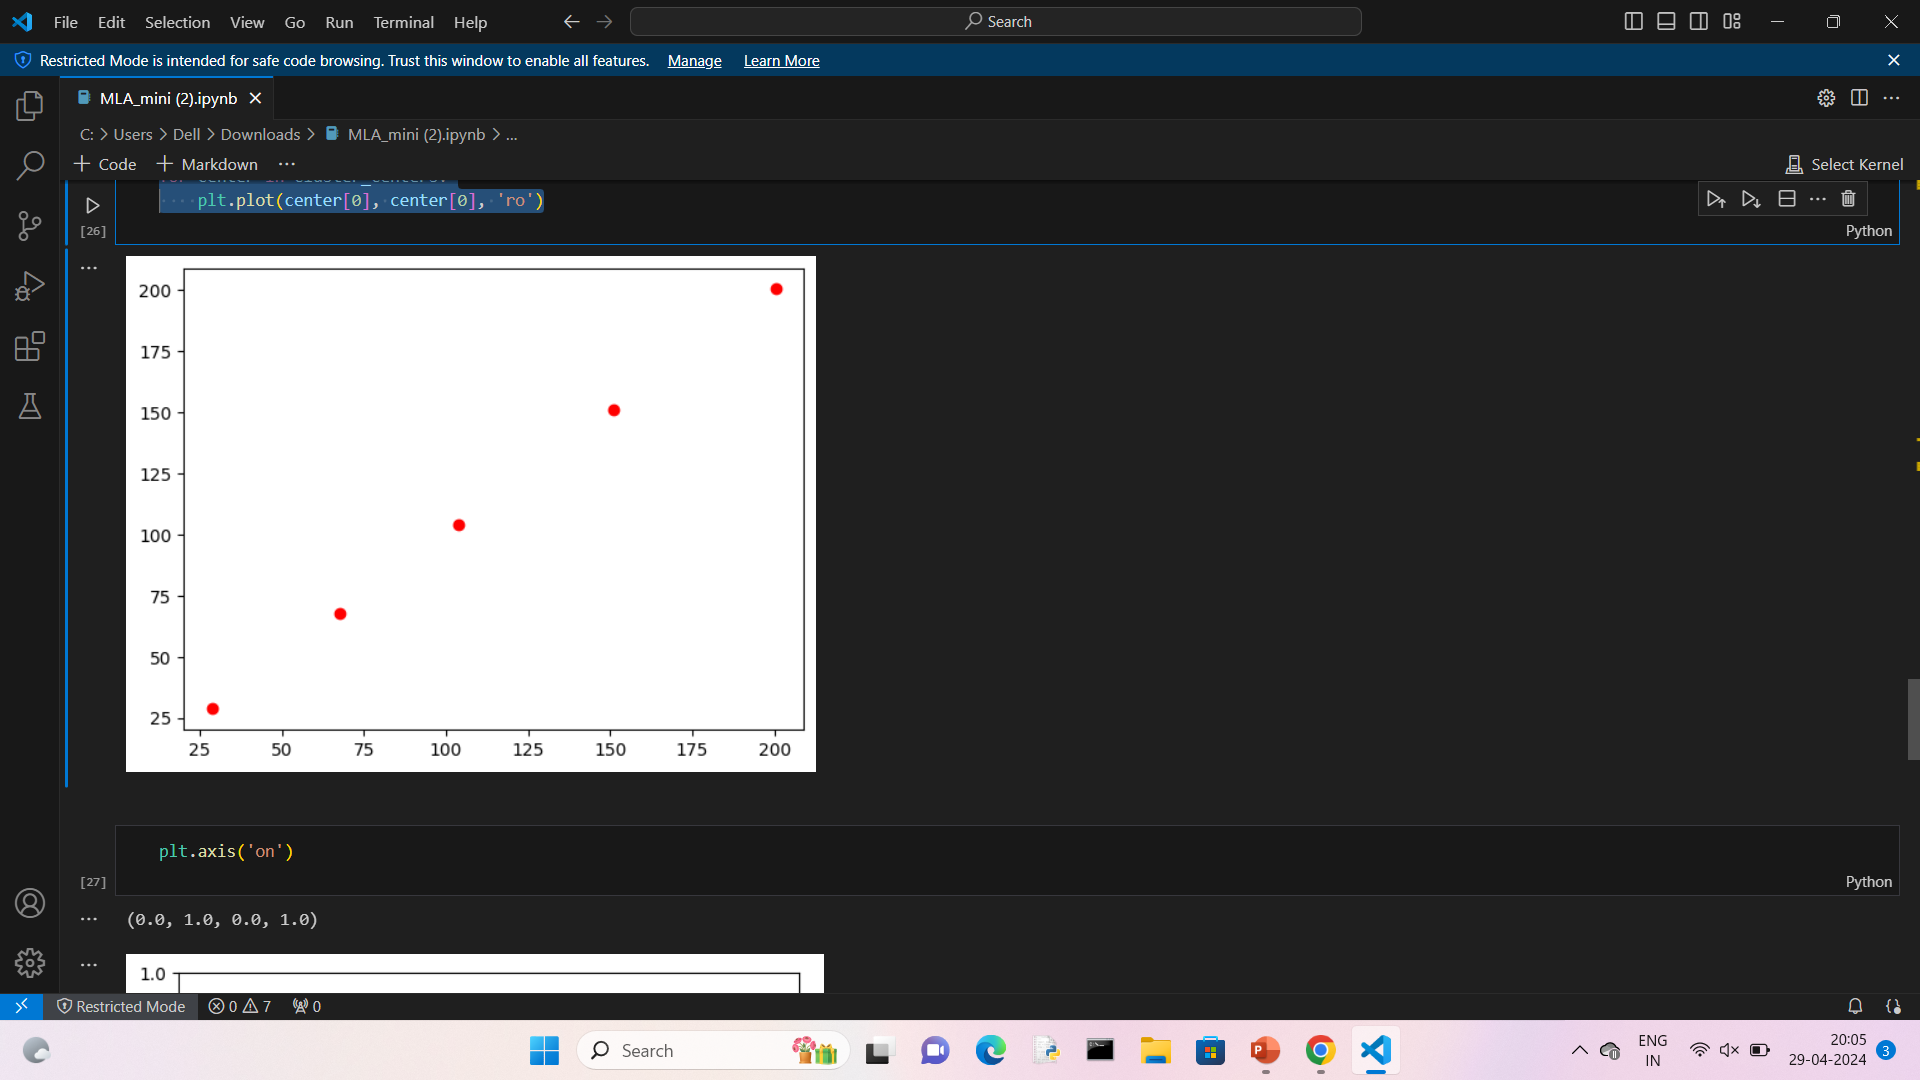 File Edit Selection View Go Run Terminal Help Search
Restricted Mode is intended for safe code browsing. Trust this window to enable all features. Manage Learn More
MLA_mini (2).ipynb
C: > Users > Dell > Downloads > MLA_mini (2).ipynb > ...
+ Code + Markdown ... Select Kernel
for center in cluster_centers:
plt.plot(center[0], center[0], 'ro')
[26]
Python
200
175
150
125
100
75
50
25
25 50 75 100 125 150 175 200
plt.axis('on')
[27]
Python
(0.0, 1.0, 0.0, 1.0)
1.0
Restricted Mode 0 7 0
Search
ENG
IN
20:05
29-04-2024
3